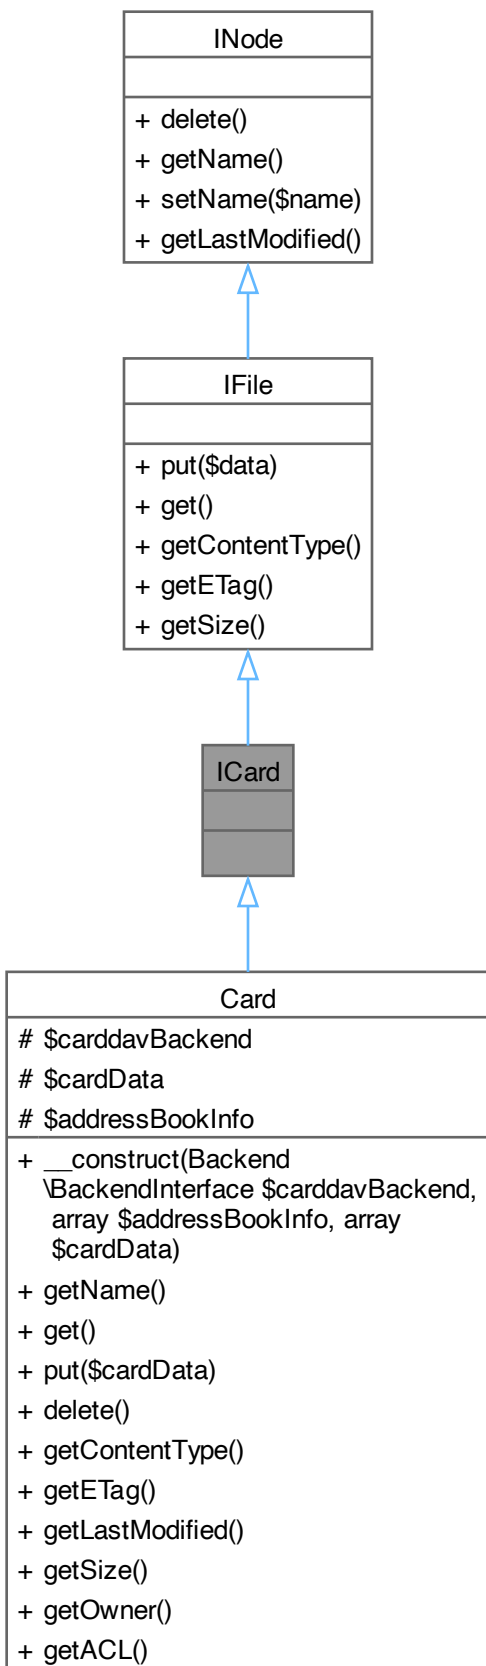 INode
+ delete()
+ getName()
+ setName($name)
+ getLastModified()
IFile
+ put($data)
+ get()
+ getContentType()
+ getETag()
+ getSize()
ICard
Card
# $carddavBackend
# $cardData
# $addressBookInfo
+ __construct(Backend
\BackendInterface $carddavBackend,
array $addressBookInfo, array
$cardData)
+ getName()
+ get()
+ put($cardData)
+ delete()
+ getContentType()
+ getETag()
+ getLastModified()
+ getSize()
+ getOwner()
+ getACL()